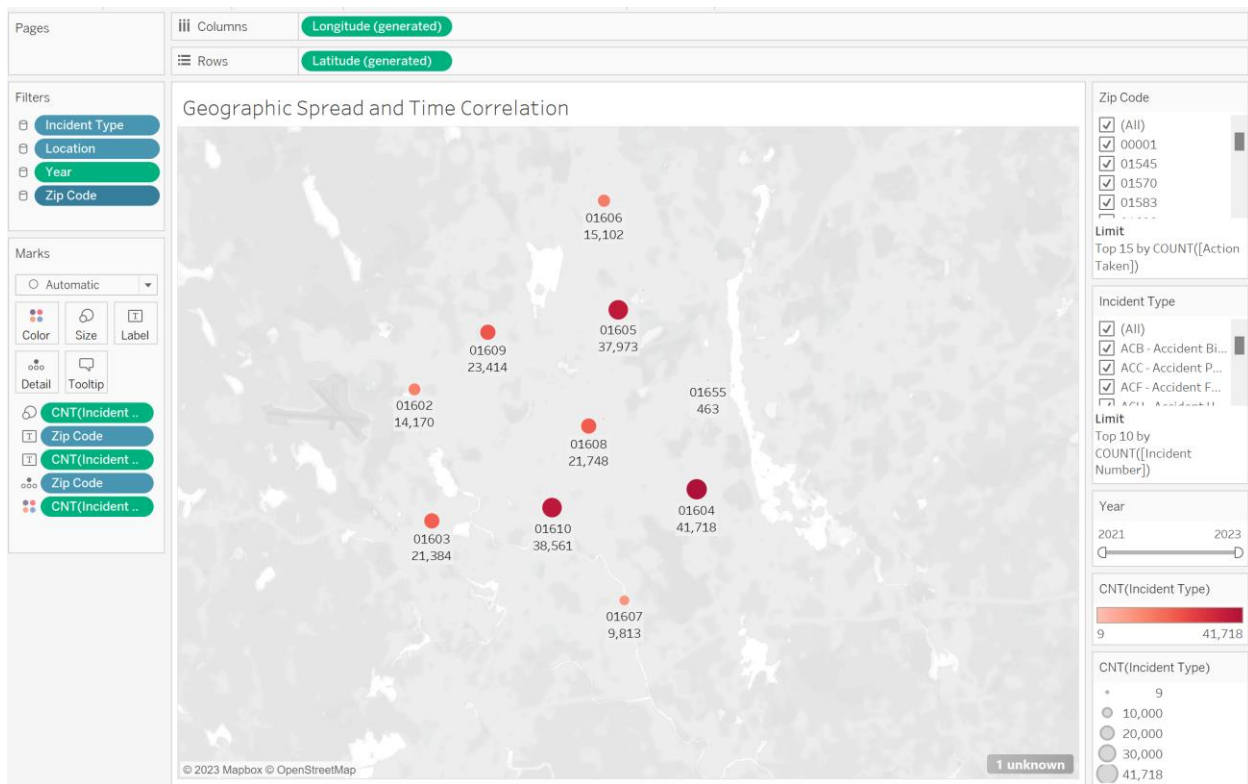 Pages
Columns
Longitude (generated)
Rows
Latitude (generated)
Filters
Incident Type
Location
Year
Zip Code
Marks
Automatic
Color
Size
Label
Detail
Tooltip
CNT(Incident ..
Zip Code
CNT(Incident ..
Zip Code
CNT(Incident ..
Geographic Spread and Time Correlation
01606
15,102
01605
37,973
01609
23,414
01655
463
01602
14,170
01608
21,748
01604
41,718
01610
38,561
01603
21,384
01607
9,813
© 2023 Mapbox © OpenStreetMap
1 unknown
Zip Code
(All)
00001
01545
01570
01583
Limit
Top 15 by COUNT([Action
Taken])
Incident Type
(All)
ACB - Accident Bi...
ACC - Accident P...
ACF - Accident F...
Limit
Top 10 by
COUNT([Incident
Number])
Year
2021 2023
CNT(Incident Type)
9 41,718
CNT(Incident Type)
9
10,000
20,000
30,000
41,718